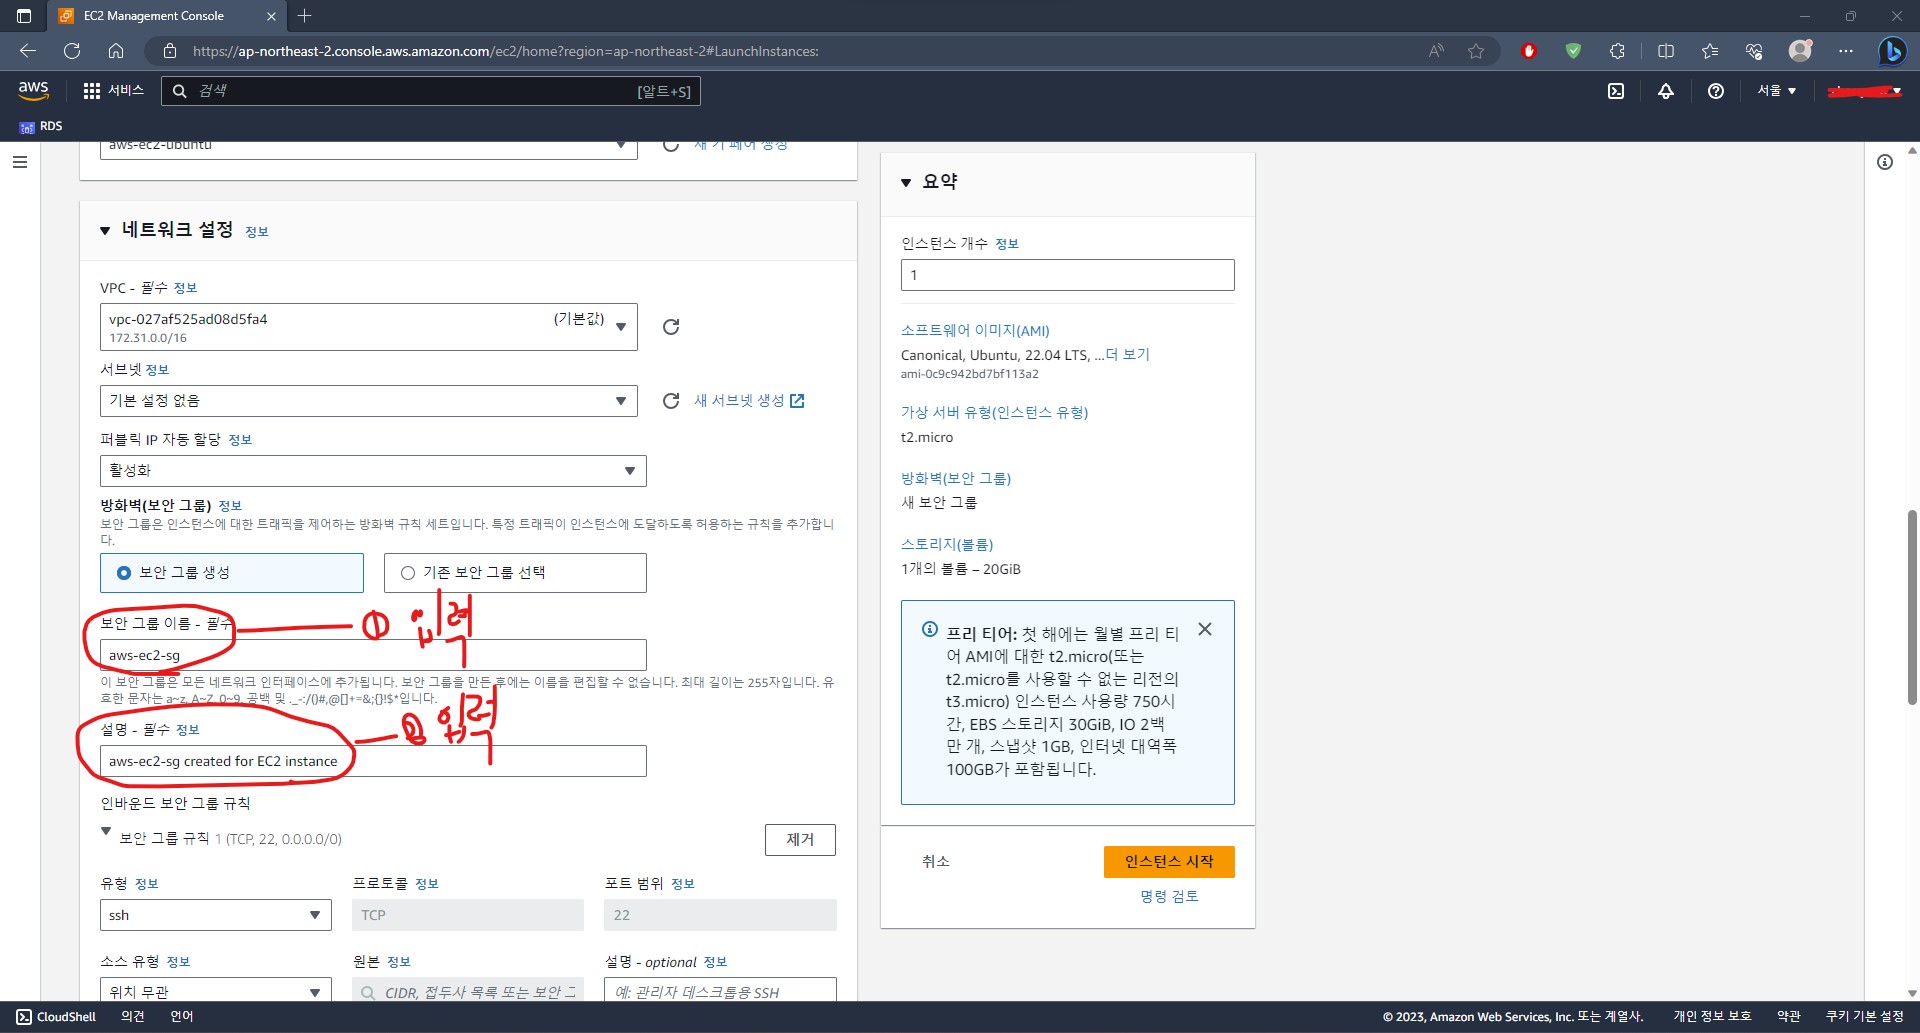 EC2 Management Console
https://ap-northeast-2.console.aws.amazon.com/ec2/home?region=ap-northeast-2#LaunchInstances:
aws
서비스
검색
[알트+S]
서울
RDS
aws-ec2-ubuntu
새 키 페어 생성
네트워크 설정 정보
VPC - 필수 정보
vpc-027af525ad08d5fa4
(기본값)
172.31.0.0/16
서브넷 정보
기본 설정 없음
새 서브넷 생성
퍼블릭 IP 자동 할당 정보
활성화
방화벽(보안 그룹) 정보
보안 그룹은 인스턴스에 대한 트래픽을 제어하는 방화벽 규칙 세트입니다. 특정 트래픽이 인스턴스에 도달하도록 허용하는 규칙을 추가합니
다.
보안 그룹 생성
기존 보안 그룹 선택
보안 그룹 이름 - 필수
① 입력
aws-ec2-sg
이 보안 그룹은 모든 네트워크 인터페이스에 추가됩니다. 보안 그룹을 만든 후에는 이름을 편집할 수 없습니다. 최대 길이는 255자입니다. 유
효한 문자는 a~z, A~Z, 0~9, 공백 및 ._-:/()#,@[]+=&;{}!$*입니다.
설명 - 필수 정보
② 입력
aws-ec2-sg created for EC2 instance
인바운드 보안 그룹 규칙
보안 그룹 규칙 1 (TCP, 22, 0.0.0.0/0)
제거
유형 정보
프로토콜 정보
포트 범위 정보
ssh
TCP
22
소스 유형 정보
원본 정보
설명 - optional 정보
위치 무관
CIDR, 접두사 목록 또는 보안 그
예: 관리자 데스크톱용 SSH
요약
인스턴스 개수 정보
1
소프트웨어 이미지(AMI)
Canonical, Ubuntu, 22.04 LTS, ...더 보기
ami-0c9c942bd7bf113a2
가상 서버 유형(인스턴스 유형)
t2.micro
방화벽(보안 그룹)
새 보안 그룹
스토리지(볼륨)
1개의 볼륨 – 20GiB
프리 티어: 첫 해에는 월별 프리 티
어 AMI에 대한 t2.micro(또는
t2.micro를 사용할 수 없는 리전의
t3.micro) 인스턴스 사용량 750시
간, EBS 스토리지 30GiB, IO 2백
만 개, 스냅샷 1GB, 인터넷 대역폭
100GB가 포함됩니다.
취소
인스턴스 시작
명령 검토
CloudShell
의견
언어
© 2023, Amazon Web Services, Inc. 또는 계열사.
개인 정보 보호
약관
쿠키 기본 설정